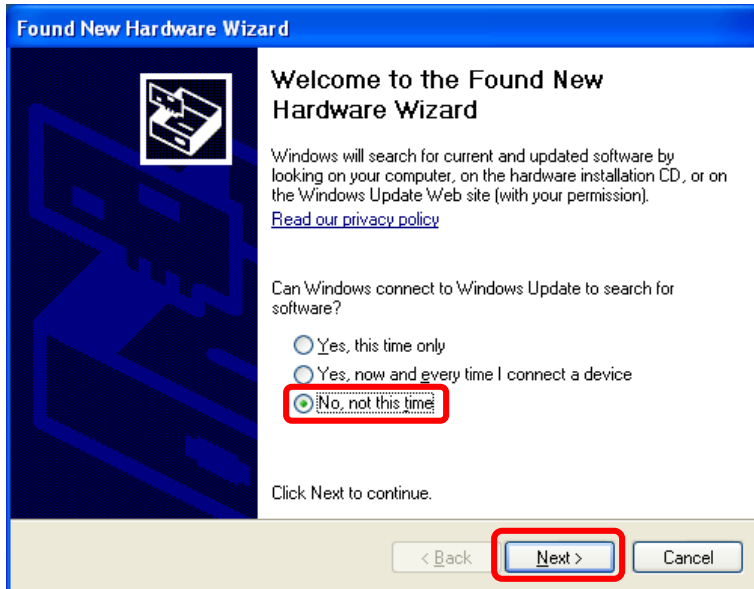 Found New Hardware Wizard
Welcome to the Found New
Hardware Wizard
Windows will search for current and updated software by
looking on your computer, on the hardware installation CD, or on
the Windows Update Web site (with your permission).
Read our privacy policy
Can Windows connect to Windows Update to search for
software?
Yes, this time only
Yes, now and every time I connect a device
No, not this time
Click Next to continue.
< Back
Next >
Cancel